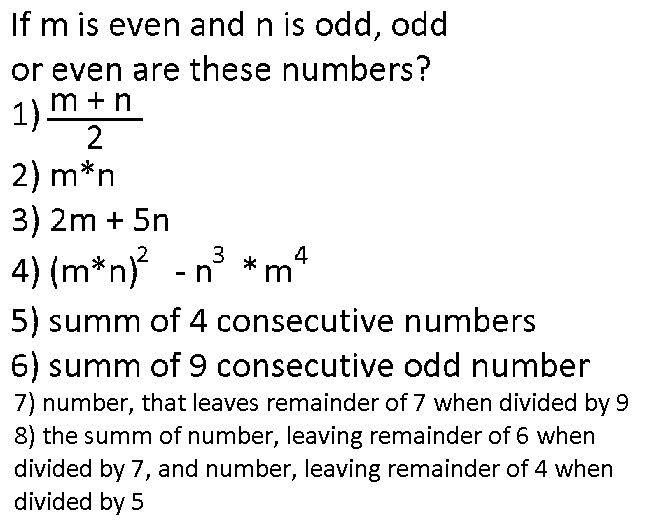 If m is even and n is odd, odd
or even are these numbers?
1) m + n
2
2) m*n
3) 2m + 5n
4) (m*n)² - n³ *m⁴
5) summ of 4 consecutive numbers
6) summ of 9 consecutive odd number
7) number, that leaves remainder of 7 when divided by 9
8) the summ of number, leaving remainder of 6 when
divided by 7, and number, leaving remainder of 4 when
divided by 5